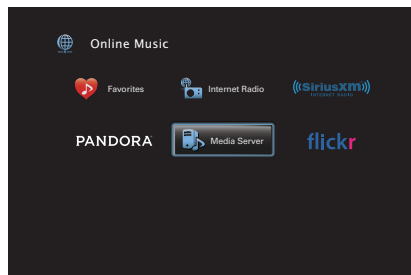 Online Music
Favorites
Internet Radio
((SiriusXM))
INTERNET RADIO
PANDORA
Media Server
flickr